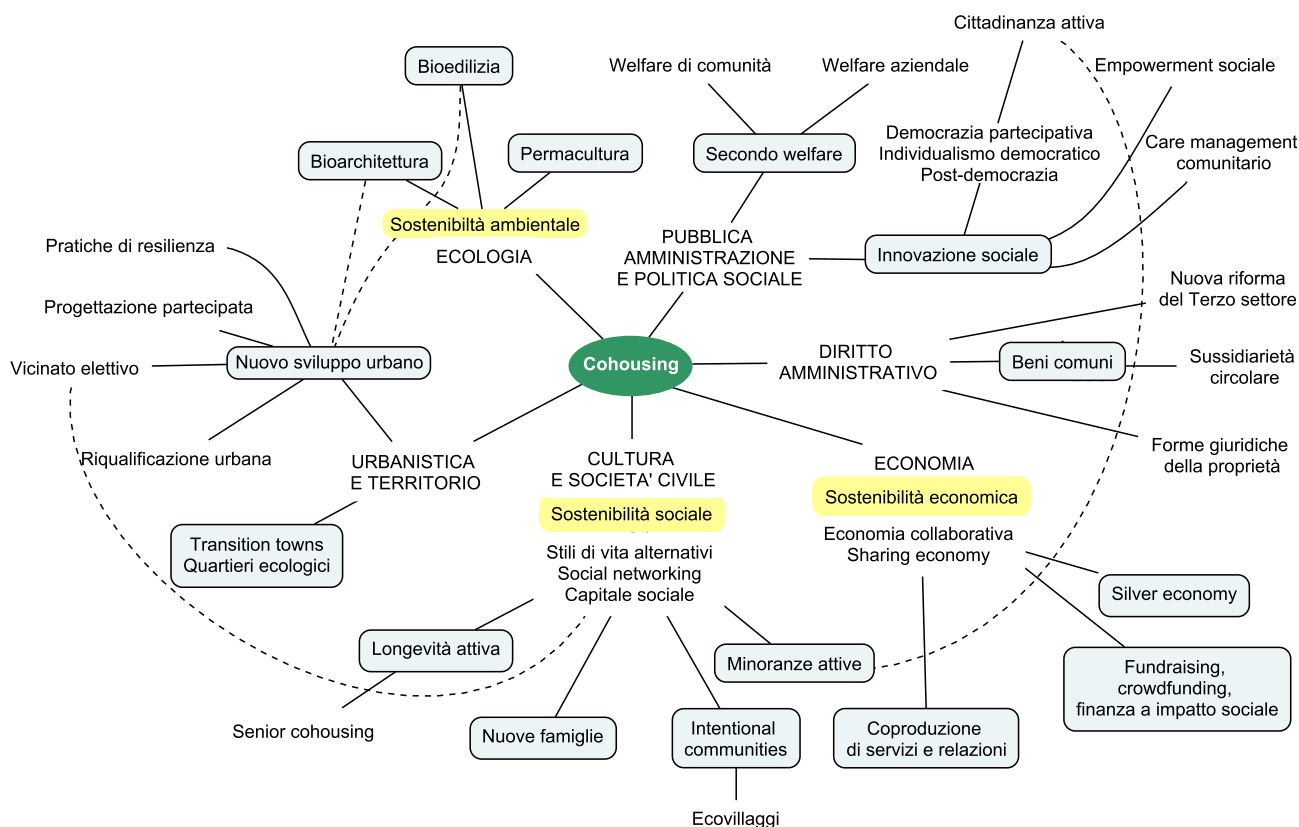 Cittadinanza attiva
Bioedilizia
Welfare di comunità
Welfare aziendale
Empowerment sociale
Bioarchitettura
Permacultura
Secondo welfare
Democrazia partecipativa
Individualismo democratico
Post-democrazia
Care management
comunitario
Sostenibiltà ambientale
ECOLOGIA
PUBBLICA
AMMINISTRAZIONE
E POLITICA SOCIALE
Innovazione sociale
Pratiche di resilienza
Progettazione partecipata
Nuova riforma
del Terzo settore
Vicinato elettivo
Nuovo sviluppo urbano
Cohousing
DIRITTO
AMMINISTRATIVO
Beni comuni
Sussidiarietà
circolare
Riqualificazione urbana
URBANISTICA
E TERRITORIO
CULTURA
E SOCIETA' CIVILE
Sostenibilità sociale
ECONOMIA
Sostenibilità economica
Forme giuridiche
della proprietà
Transition towns
Quartieri ecologici
Stili di vita alternativi
Social networking
Capitale sociale
Economia collaborativa
Sharing economy
Silver economy
Longevità attiva
Minoranze attive
Fundraising,
crowdfunding,
finanza a impatto sociale
Senior cohousing
Nuove famiglie
Intentional
communities
Coproduzione
di servizi e relazioni
Ecovillaggi